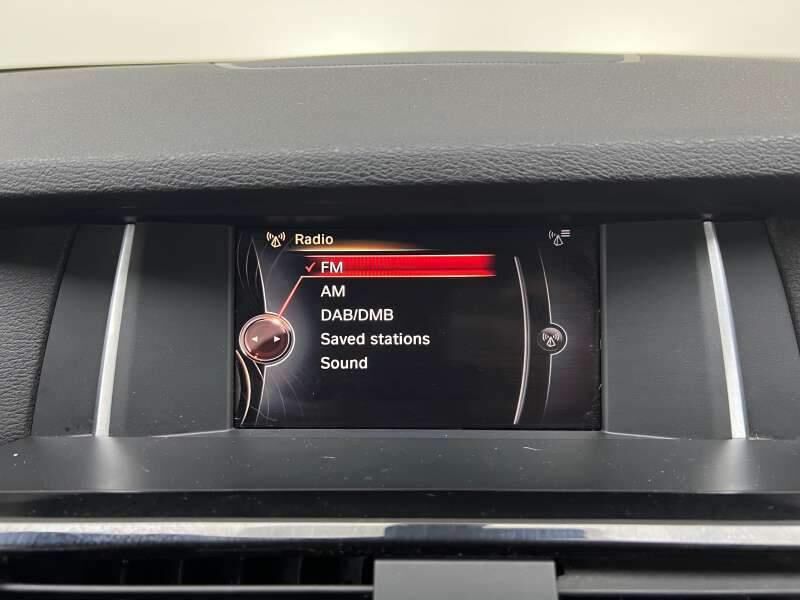 Radio
FM
AM
DAB/DMB
Saved stations
Sound